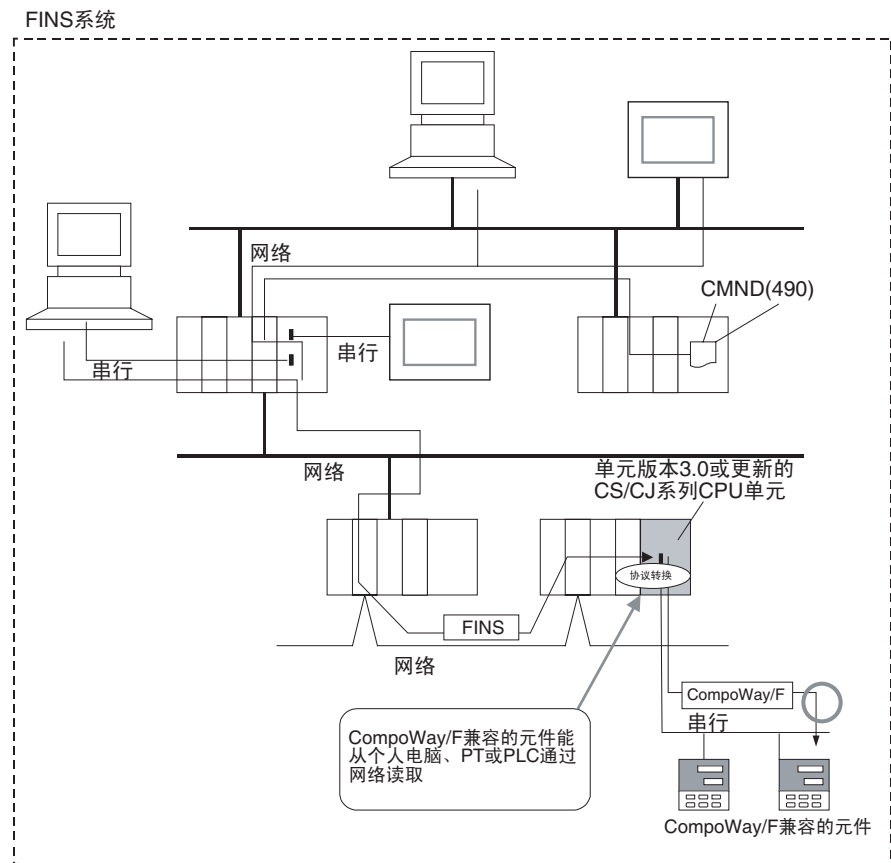 FINS系统
网络
CMND(490)
串行
串行
网络
单元版本3.0或更新的
CS/CJ系列CPU单元
协议转换
FINS
网络
CompoWay/F
串行
CompoWay/F兼容的元件能
从个人电脑、PT或PLC通过
网络读取
CompoWay/F兼容的元件